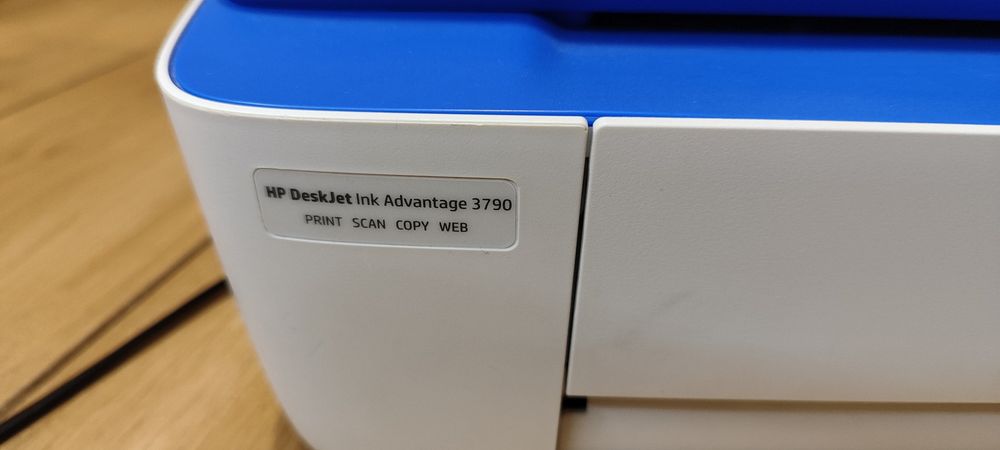 HP DeskJet Ink Advantage 3790
PRINT SCAN COPY WEB